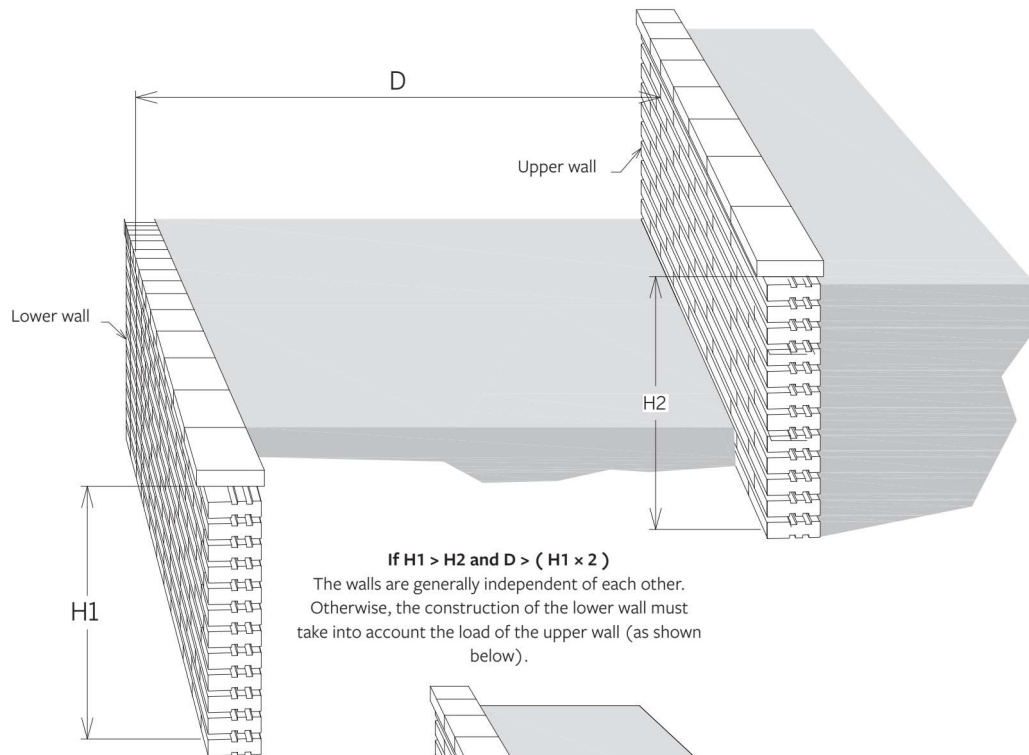 D
Upper wall
Lower wall
H2
H1
If H1 > H2 and D > ( H1 × 2 )
The walls are generally independent of each other.
Otherwise, the construction of the lower wall must
take into account the load of the upper wall (as shown
below).